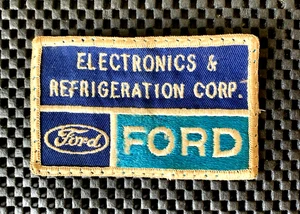 ELECTRONICS &
REFRIGERATION CORP.
Ford FORD